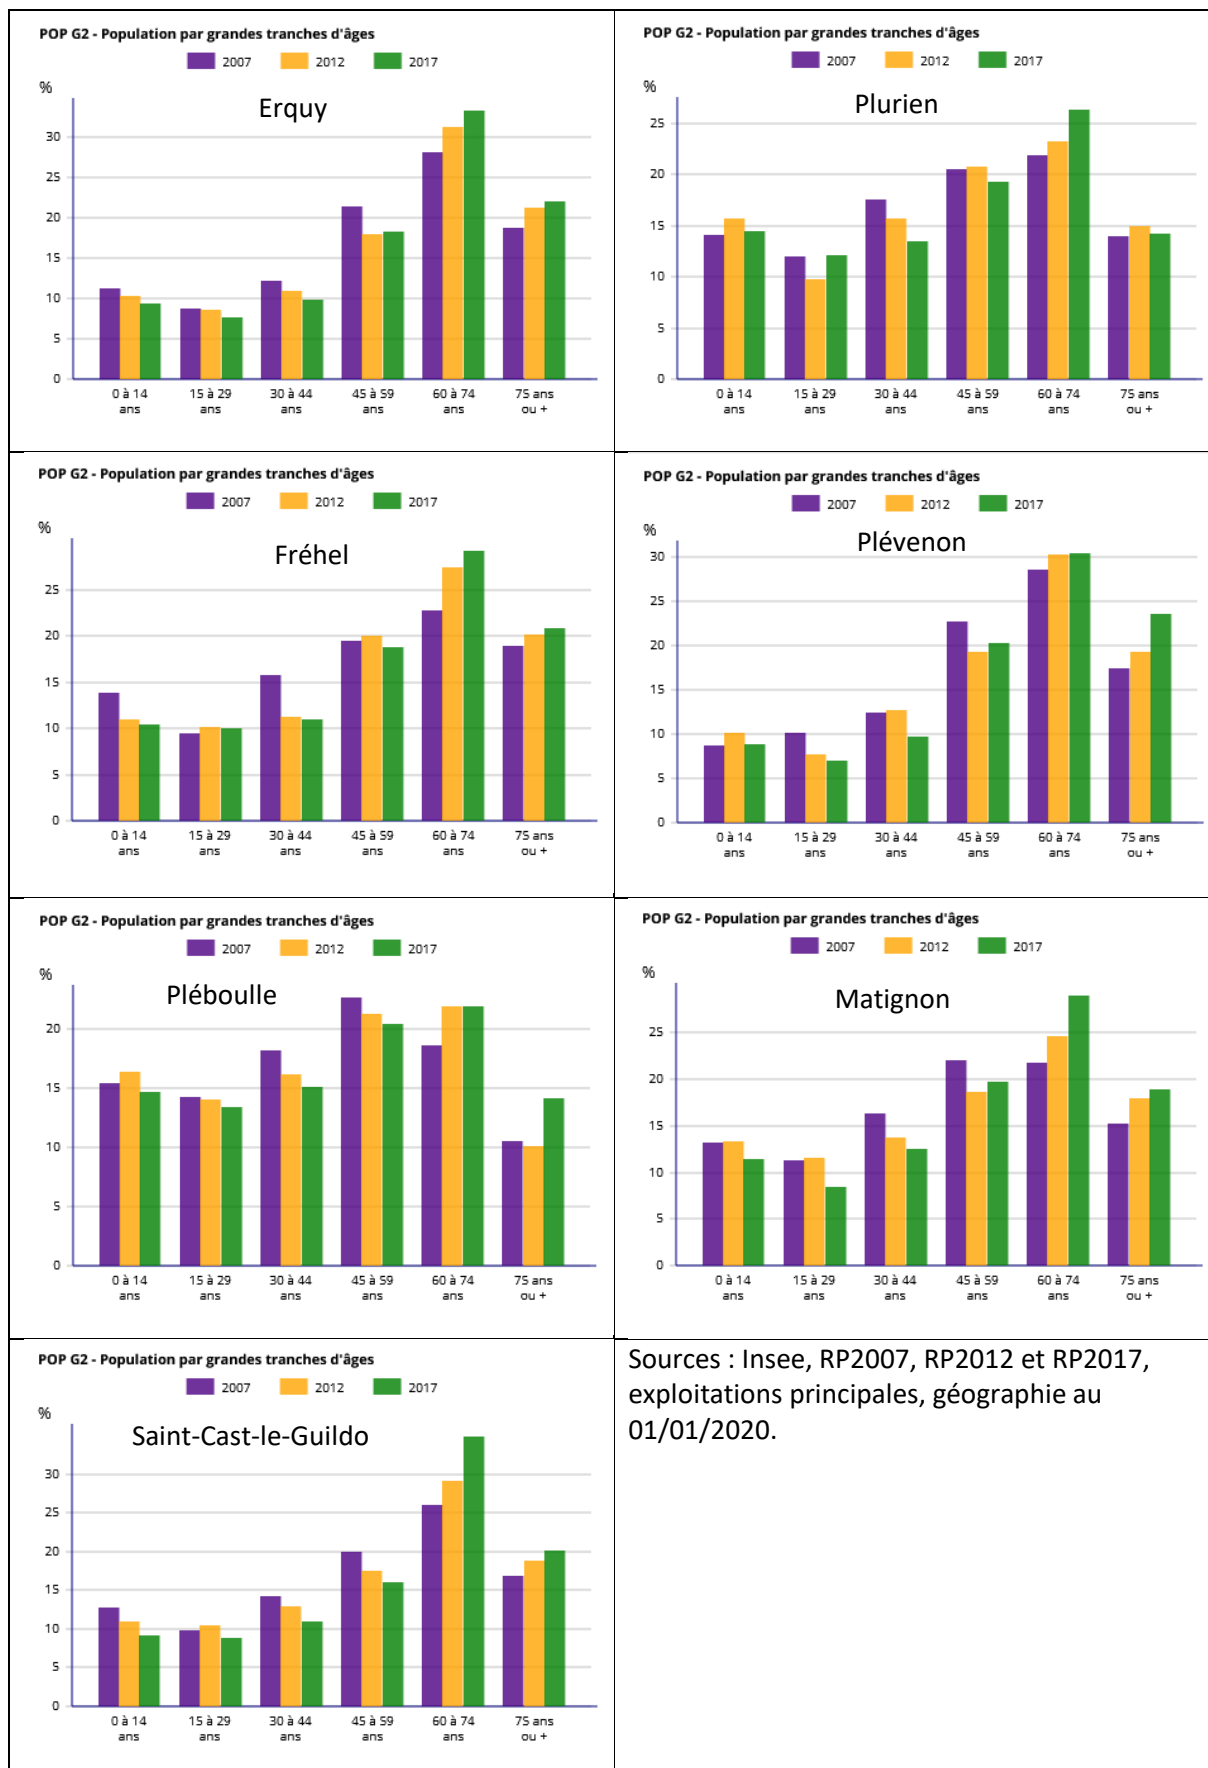 POP G2 - Population par grandes tranches d'âges
2007 2012 2017
%
Erquy
30
25
20
15
10
5
0
0 à 14 ans
15 à 29 ans
30 à 44 ans
45 à 59 ans
60 à 74 ans
75 ans ou +
POP G2 - Population par grandes tranches d'âges
2007 2012 2017
%
Plurien
25
20
15
10
5
0
0 à 14 ans
15 à 29 ans
30 à 44 ans
45 à 59 ans
60 à 74 ans
75 ans ou +
POP G2 - Population par grandes tranches d'âges
2007 2012 2017
%
Fréhel
25
20
15
10
5
0
0 à 14 ans
15 à 29 ans
30 à 44 ans
45 à 59 ans
60 à 74 ans
75 ans ou +
POP G2 - Population par grandes tranches d'âges
2007 2012 2017
%
Plévenon
30
25
20
15
10
5
0
0 à 14 ans
15 à 29 ans
30 à 44 ans
45 à 59 ans
60 à 74 ans
75 ans ou +
POP G2 - Population par grandes tranches d'âges
2007 2012 2017
%
Pléboulle
20
15
10
5
0
0 à 14 ans
15 à 29 ans
30 à 44 ans
45 à 59 ans
60 à 74 ans
75 ans ou +
POP G2 - Population par grandes tranches d'âges
2007 2012 2017
%
Matignon
25
20
15
10
5
0
0 à 14 ans
15 à 29 ans
30 à 44 ans
45 à 59 ans
60 à 74 ans
75 ans ou +
POP G2 - Population par grandes tranches d'âges
2007 2012 2017
%
Saint-Cast-le-Guildo
30
25
20
15
10
5
0
0 à 14 ans
15 à 29 ans
30 à 44 ans
45 à 59 ans
60 à 74 ans
75 ans ou +
Sources : Insee, RP2007, RP2012 et RP2017,
exploitations principales, géographie au
01/01/2020.